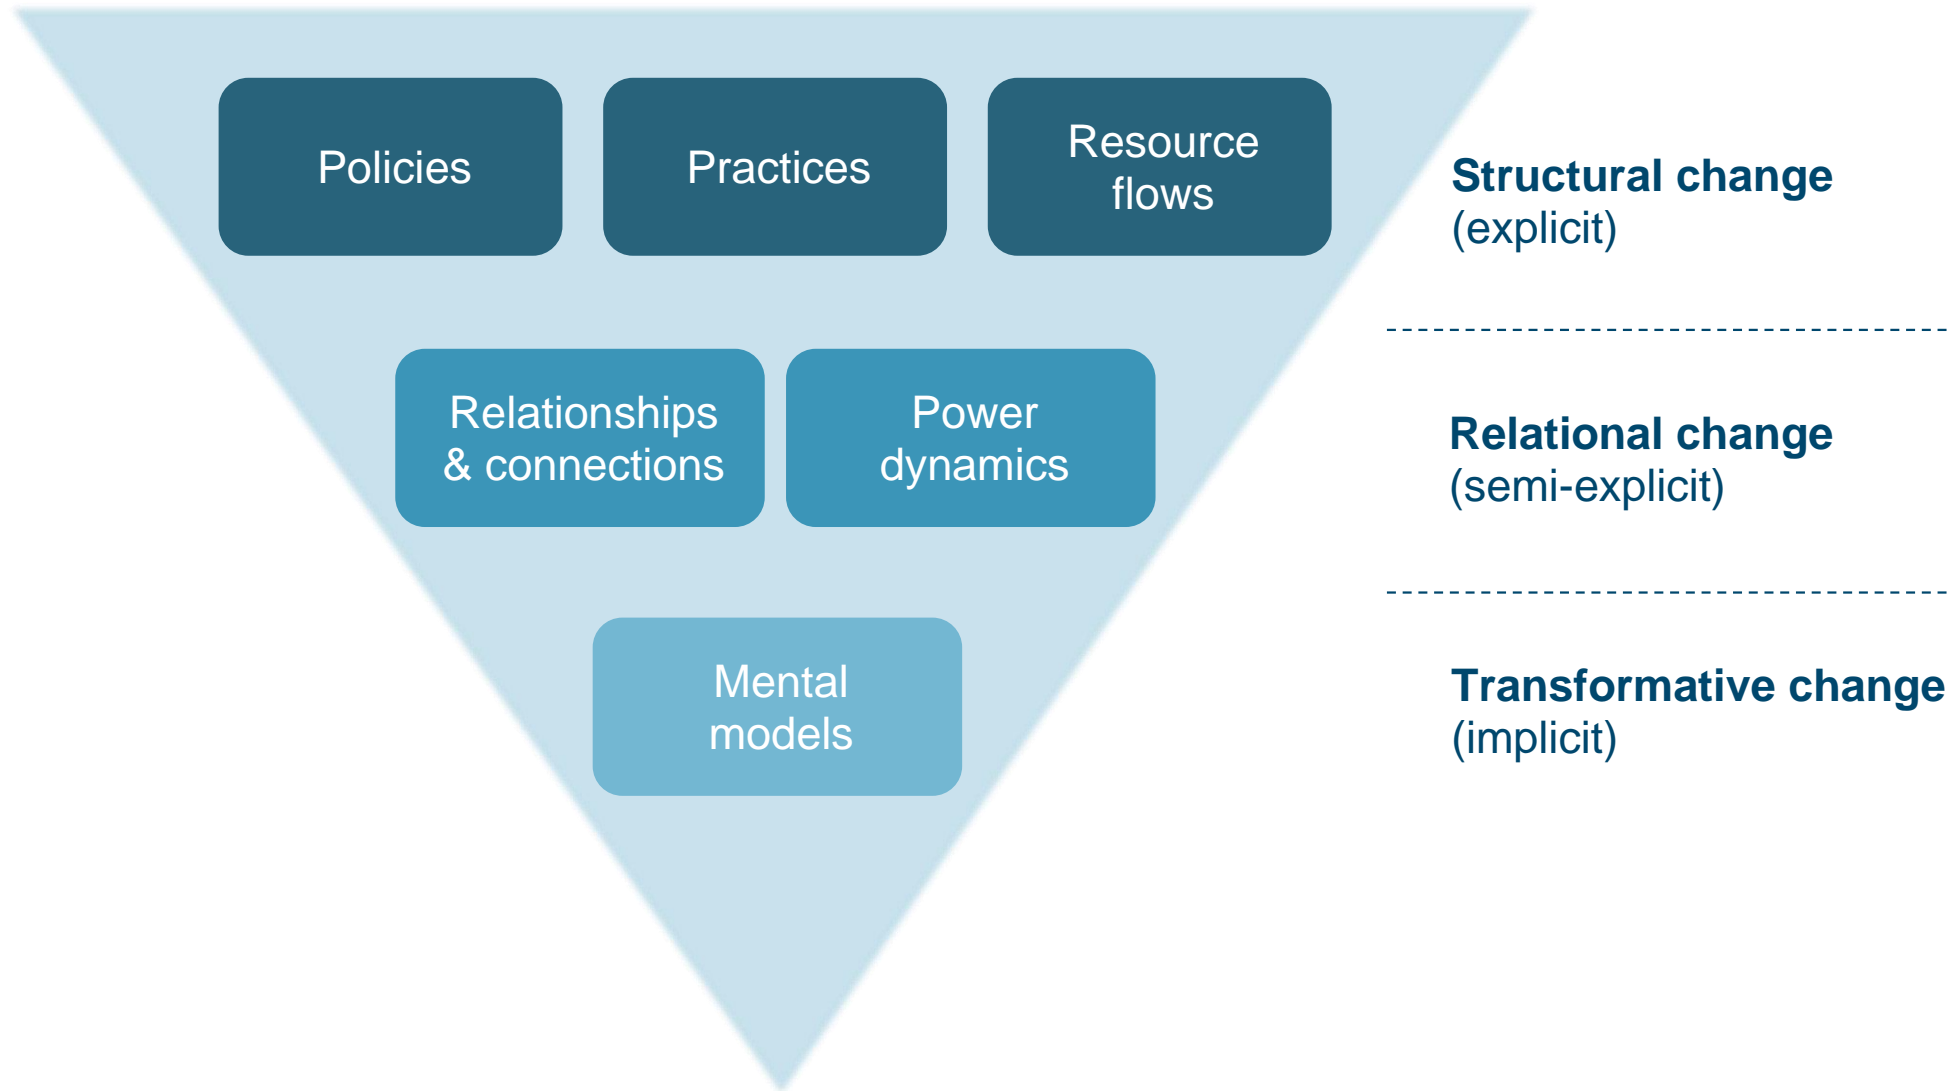 Policies
Practices
Resource
flows
Structural change
(explicit)
Relationships
& connections
Power
dynamics
Relational change
(semi-explicit)
Mental
models
Transformative change
(implicit)